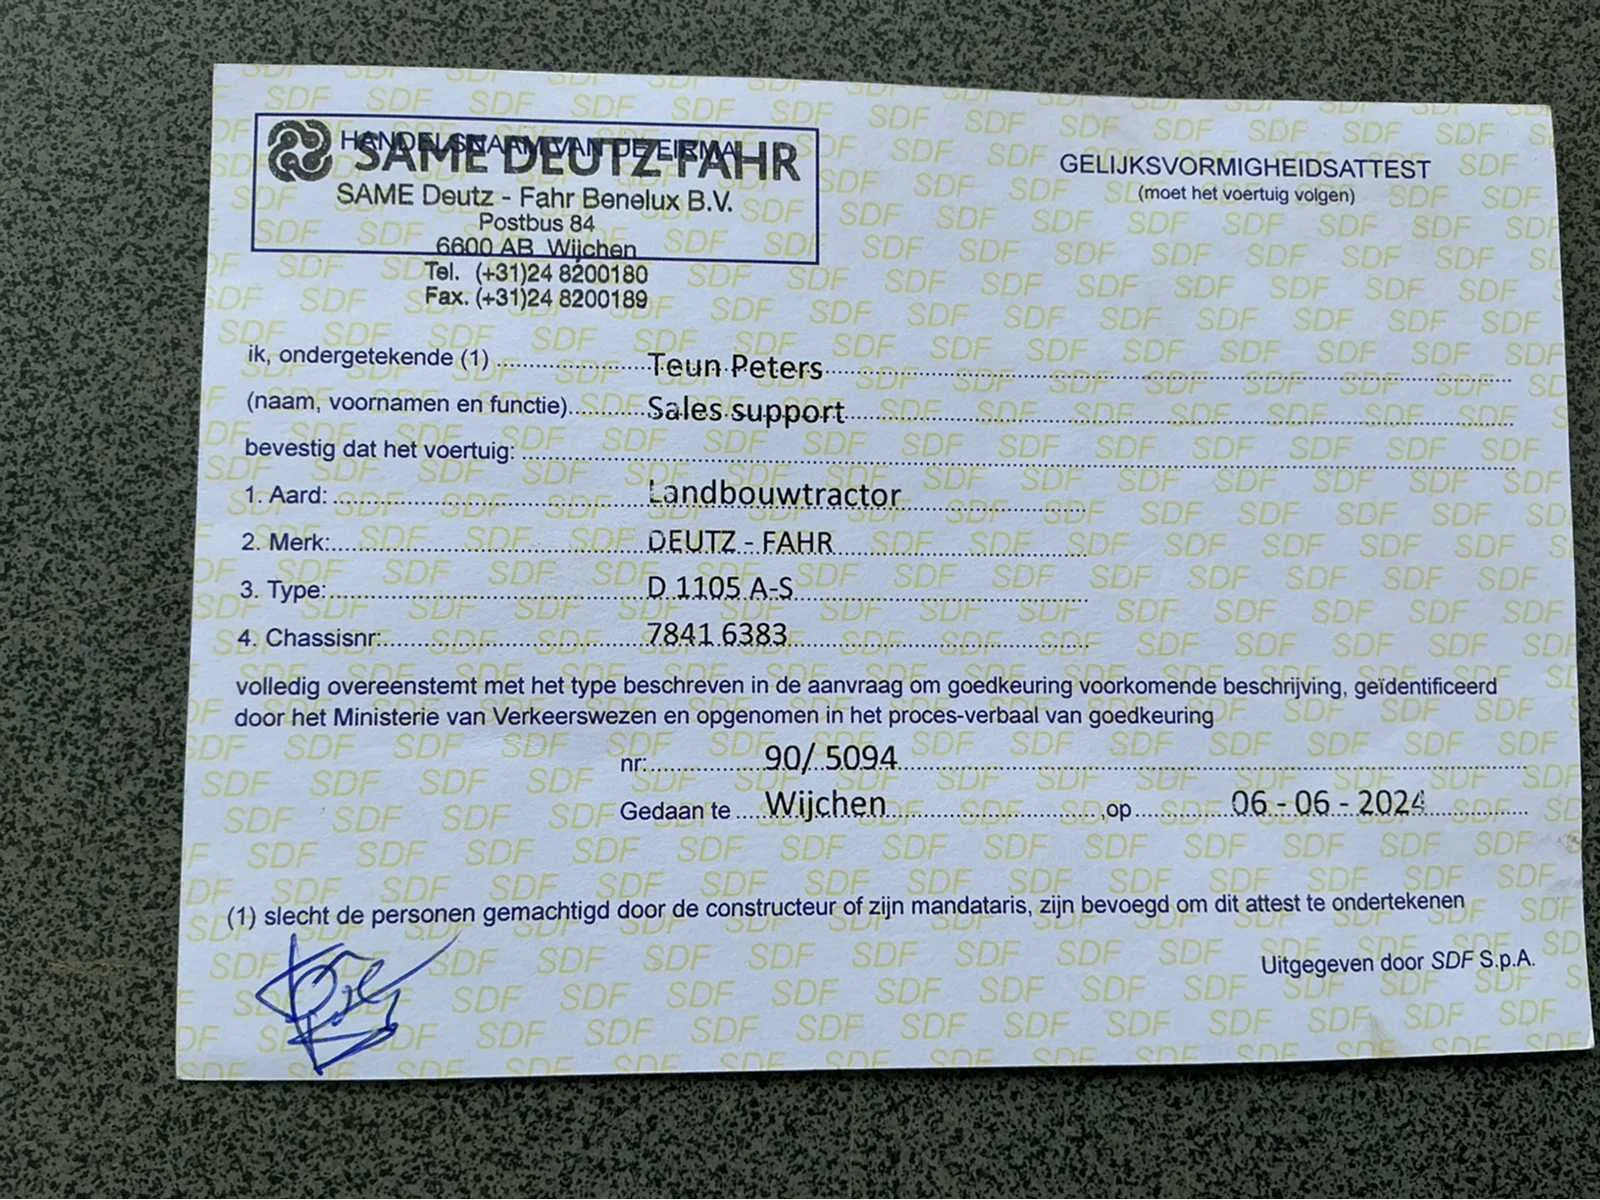 HANDELSNAAM VAN DE FIRMA
SAME DEUTZ-FAHR
SAME Deutz - Fahr Benelux B.V.
Postbus 84
6600 AB Wijchen
Tel. (+31)24 8200180
Fax. (+31)24 8200189
GELIJKSVORMIGHEIDSATTEST
(moet het voertuig volgen)
ik, ondergetekende (1) Teun Peters
(naam, voornamen en functie) Sales support
bevestig dat het voertuig:
1. Aard: Landbouwtractor
2. Merk: DEUTZ - FAHR
3. Type: D 1105 A-S
4. Chassisnr: 7841 6383
volledig overeenstemt met het type beschreven in de aanvraag om goedkeuring voorkomende beschrijving, geïdentificeerd
door het Ministerie van Verkeerswezen en opgenomen in het proces-verbaal van goedkeuring
nr: 90/ 5094
Gedaan te Wijchen ,op 06 - 06 - 2024
(1) slecht de personen gemachtigd door de constructeur of zijn mandataris, zijn bevoegd om dit attest te ondertekenen
Uitgegeven door SDF S.p.A.